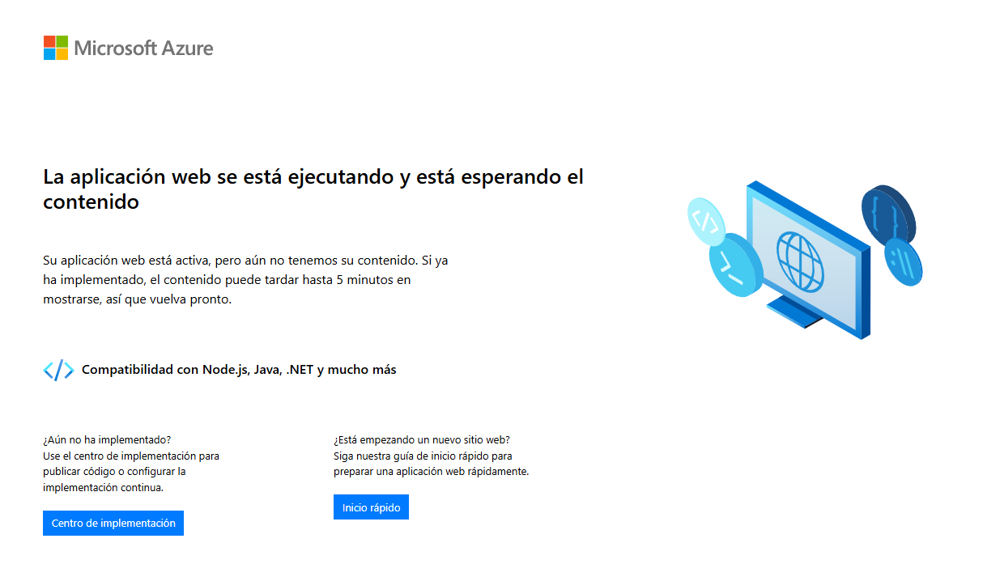 Microsoft Azure
La aplicación web se está ejecutando y está esperando el
contenido
Su aplicación web está activa, pero aún no tenemos su contenido. Si ya
ha implementado, el contenido puede tardar hasta 5 minutos en
mostrarse, así que vuelva pronto.
Compatibilidad con Node.js, Java, .NET y mucho más
¿Aún no ha implementado?
Use el centro de implementación para
publicar código o configurar la
implementación continua.
Centro de implementación
¿Está empezando un nuevo sitio web?
Siga nuestra guía de inicio rápido para
preparar una aplicación web rápidamente.
Inicio rápido